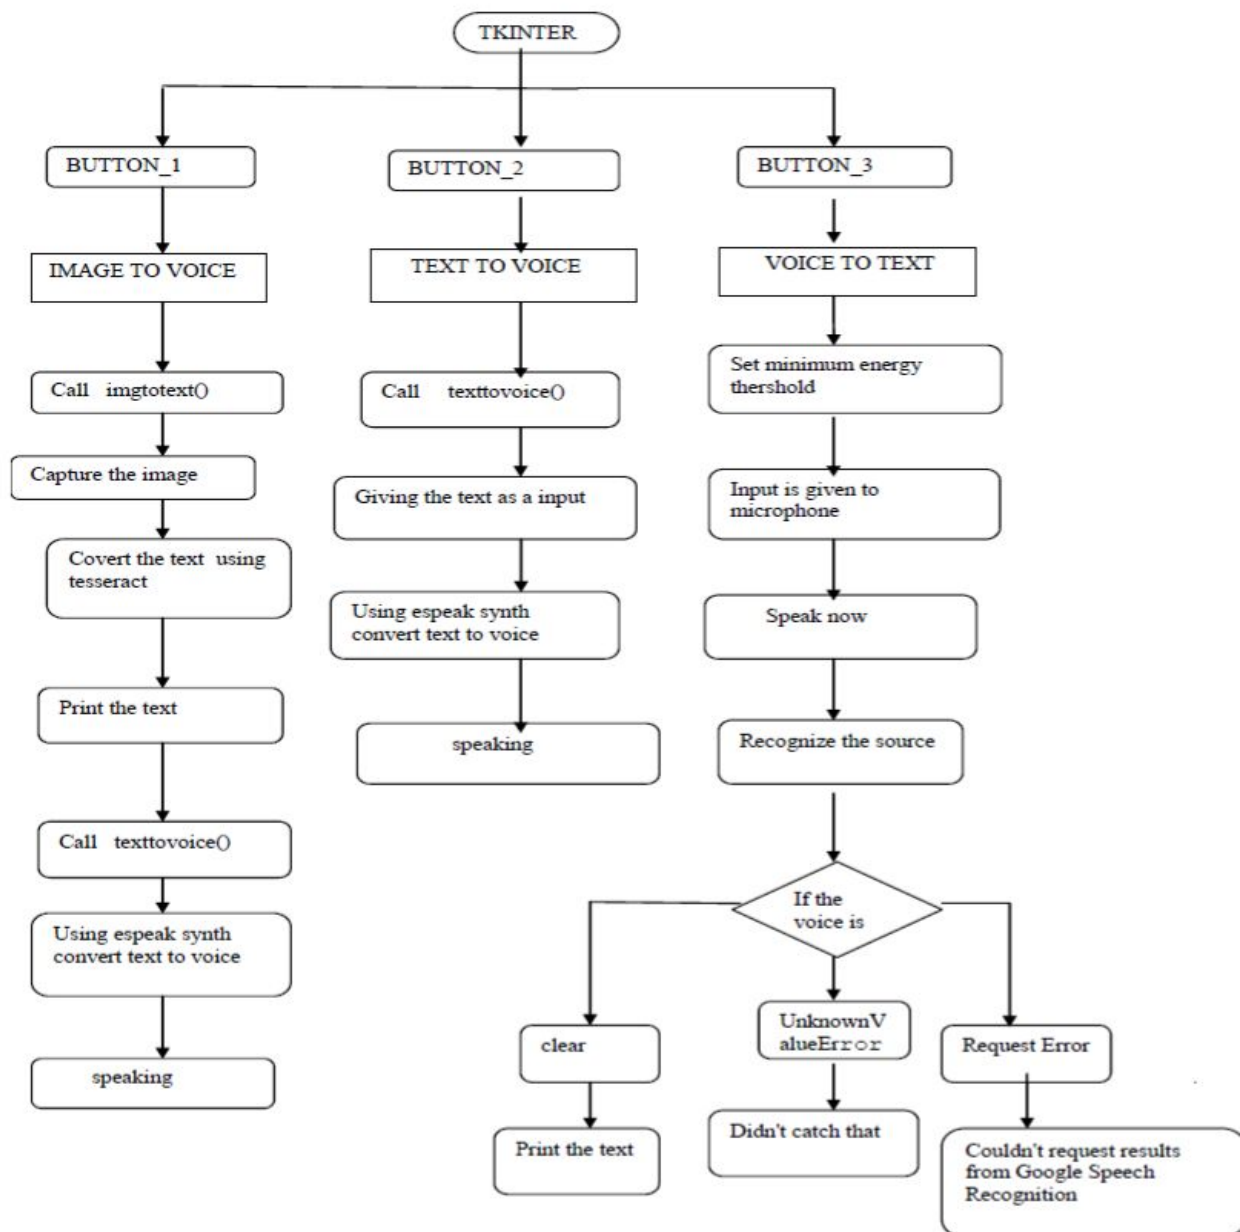 TKINTER
BUTTON_1
IMAGE TO VOICE
Call imgtotext()
Capture the image
Covert the text using
tesseract
Print the text
Call texttovoice()
Using espeak synth
convert text to voice
speaking
BUTTON_2
TEXT TO VOICE
Call texttovoice()
Giving the text as a input
Using espeak synth
convert text to voice
speaking
BUTTON_3
VOICE TO TEXT
Set minimum energy
thershold
Input is given to
microphone
Speak now
Recognize the source
If the
voice is
clear
Print the text
UnknownV
alueError
Didn't catch that
Request Error
Couldn't request results
from Google Speech
Recognition